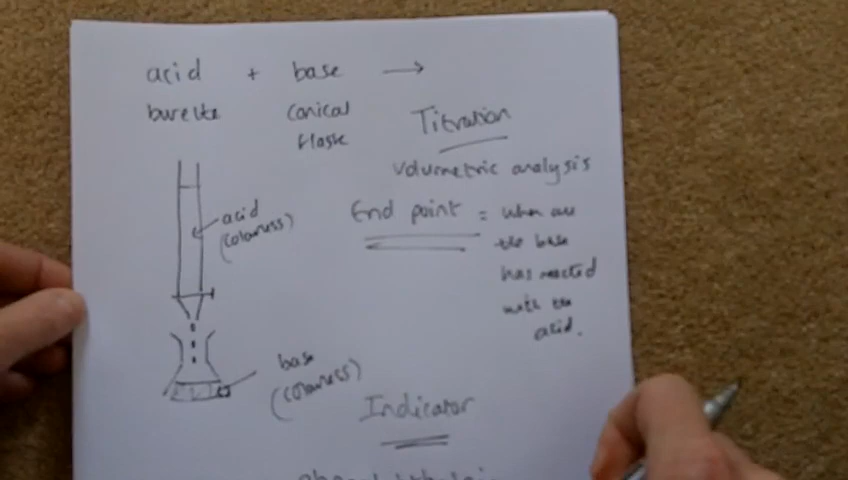 acid + base →
burette conical
flask
Titration
volumetric analysis
End point = when all
the base
has reacted
with the
acid.
acid
(colourless)
base
(colourless)
Indicator